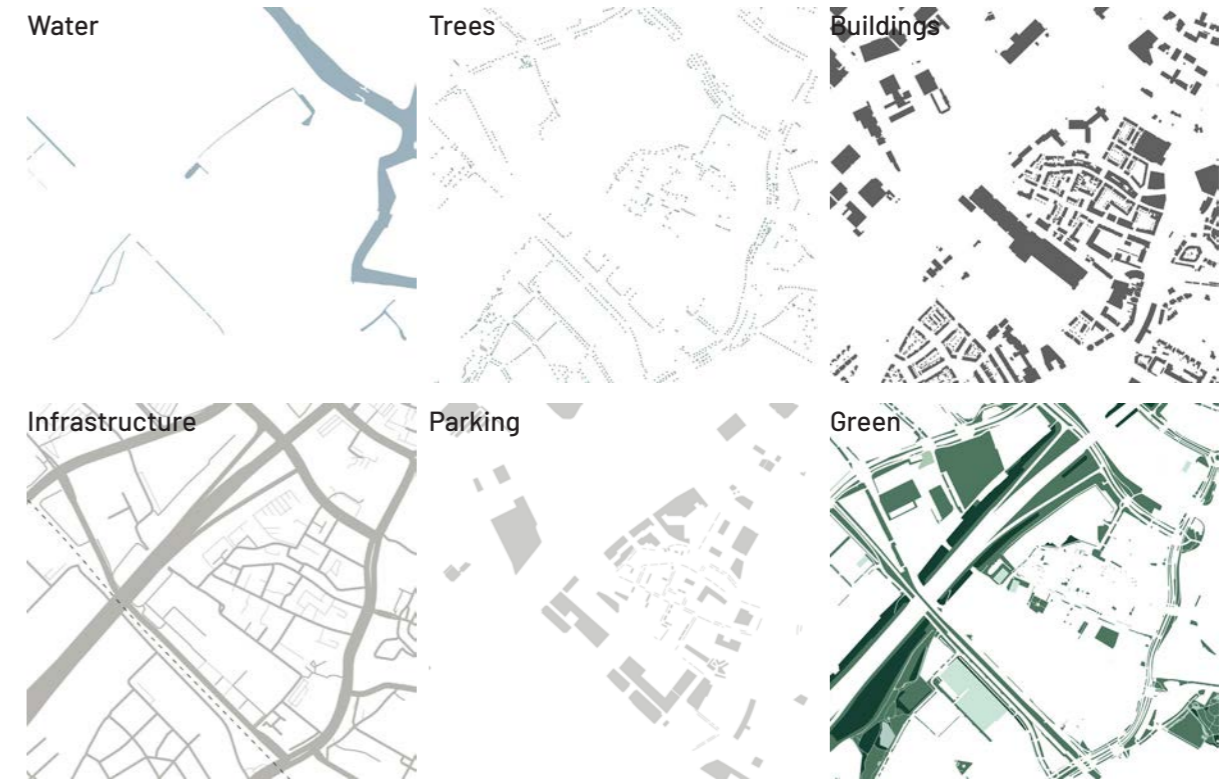 Water
Trees
Buildings
Infrastructure
Parking
Green